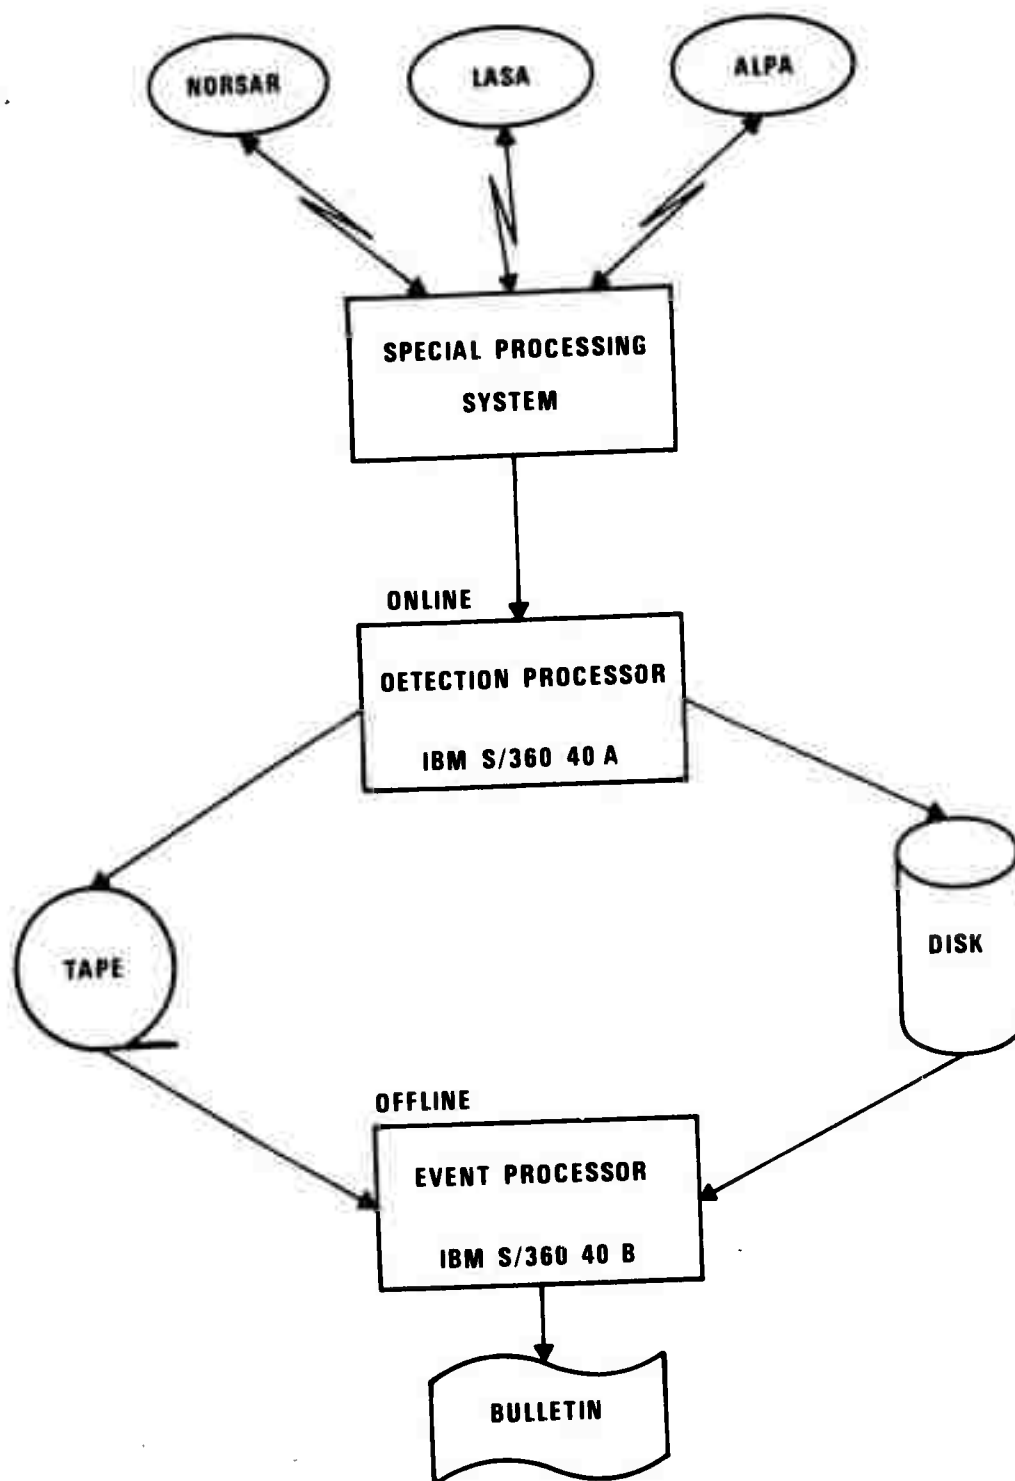 NORSAR
LASA
ALPA
SPECIAL PROCESSING
SYSTEM
ONLINE
DETECTION PROCESSOR
IBM S/360 40 A
TAPE
DISK
OFFLINE
EVENT PROCESSOR
IBM S/360 40 B
BULLETIN